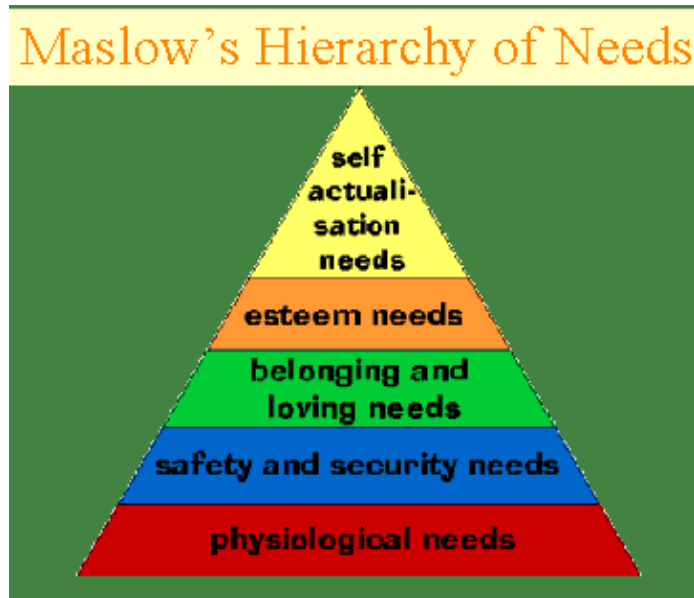 Maslow's Hierarchy of Needs
self
actuali-
sation
needs
esteem needs
belonging and
loving needs
safety and security needs
physiological needs